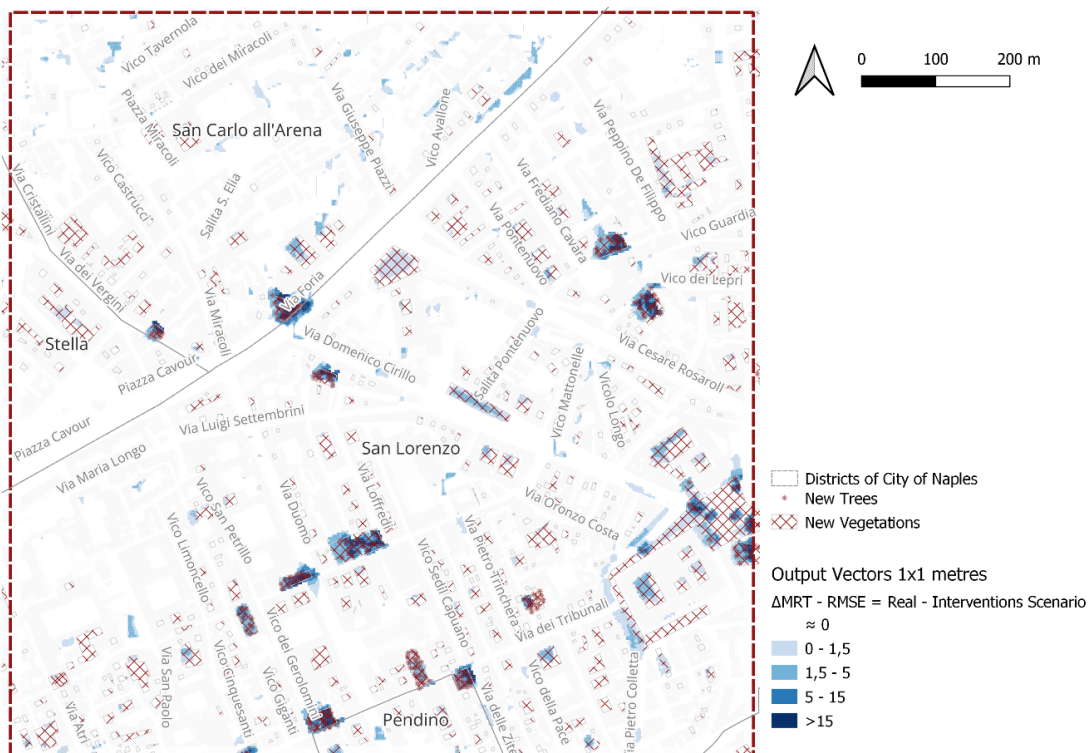 Vico Tavernola
Vico dei Miracoli
Piazza Miracoli
San Carlo all'Arena
Via Giuseppe Piazzi
Vico Avallone
Via Peppino De Filippo
Via Cristallini
Vico Castrucci
Salita S. Elia
Via Frediano Cavara
Via Pontenuovo
Vico Guardia
Via dei Vergini
Via Miracoli
Via Foria
Vico dei Lepri
Stella
Piazza Cavour
Via Domenico Cirillo
Salita Pontenuovo
Via Cesare Rosaroll
Vico Mattonelle
Vicolo Longo
Piazza Cavour
Via Luigi Settembrini
Via Maria Longo
San Lorenzo
Vico Limoncello
Vico San Petrillo
Via Duomo
Via Loffredi
Via Oronzo Costa
Via Pietro Trinchera
Vico Sedil Capuano
Via dei Tribunali
Via San Paolo
Vico Cinquesanti
Vico dei Gerolomini
Vico Giganti
Via Atri
Pendino
Via delle Zite
Vico della Pace
Via Pietro Colletta
0 100 200 m
Districts of City of Naples
New Trees
New Vegetations
Output Vectors 1x1 metres
ΔMRT - RMSE = Real - Interventions Scenario
≈ 0
0 - 1,5
1,5 - 5
5 - 15
>15